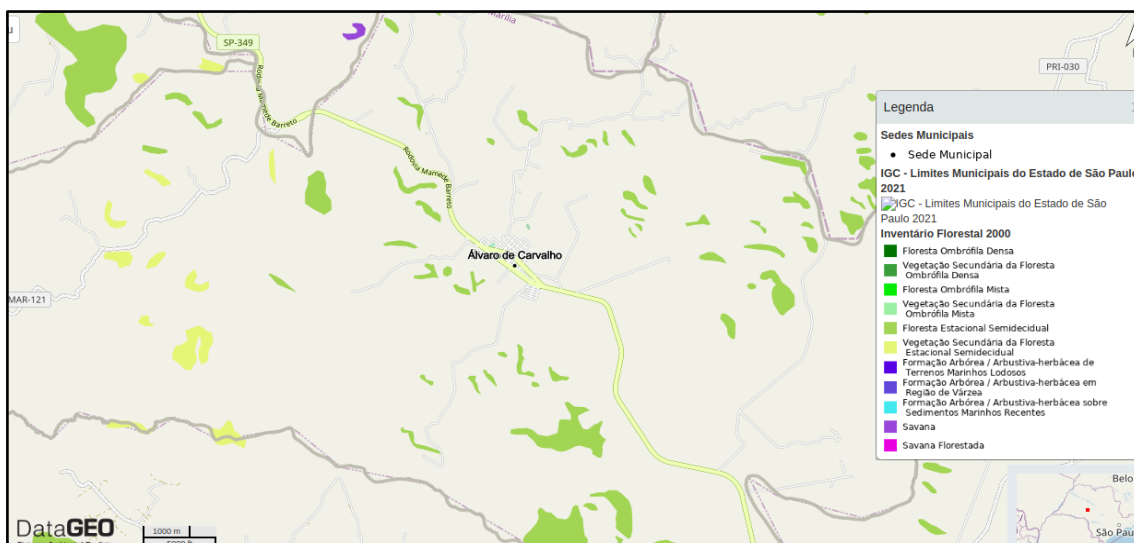 Marília
SP-349
PRI-030
Rodovia Mamede Barreto
Rodovia Mamede Barreto
Álvaro de Carvalho
MAR-121
Legenda
Sedes Municipais
Sede Municipal
IGC - Limites Municipais do Estado de São Paulo
2021
IGC - Limites Municipais do Estado de São
Paulo 2021
Inventário Florestal 2000
Floresta Ombrófila Densa
Vegetação Secundária da Floresta
Ombrófila Densa
Floresta Ombrófila Mista
Vegetação Secundária da Floresta
Ombrófila Mista
Floresta Estacional Semidecidual
Vegetação Secundária da Floresta
Estacional Semidecidual
Formação Arbórea / Arbustiva-herbácea de
Terrenos Marinhos Lodosos
Formação Arbórea / Arbustiva-herbácea em
Região de Várzea
Formação Arbórea / Arbustiva-herbácea sobre
Sedimentos Marinhos Recentes
Savana
Savana Florestada
DataGEO
1000 m
Belo
São Pau